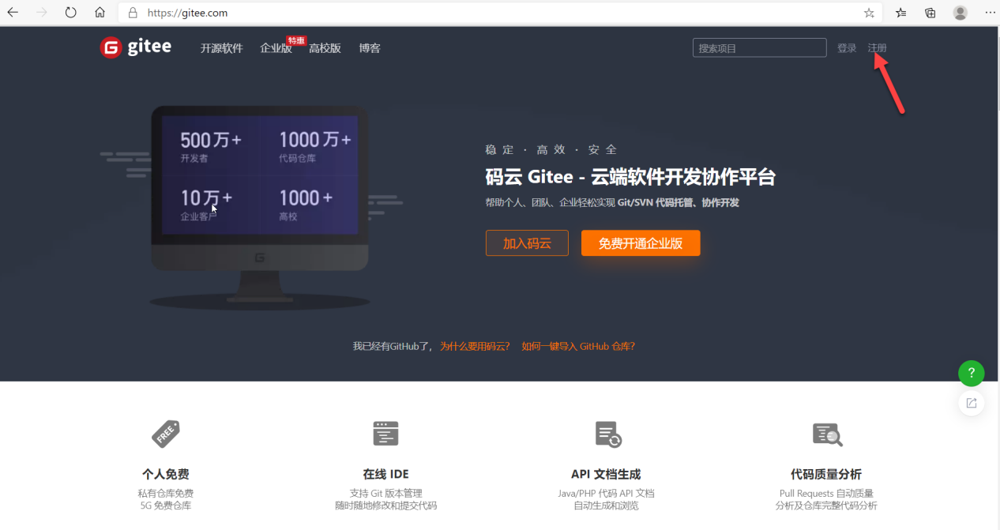 https://gitee.com
gitee
开源软件 企业版 特惠 高校版 博客
搜索项目 登录 注册
500万+ 1000万+
开发者 代码仓库
10万+ 1000+
企业客户 高校
稳定 · 高效 · 安全
码云 Gitee - 云端软件开发协作平台
帮助个人、团队、企业轻松实现 Git/SVN 代码托管、协作开发
加入码云 免费开通企业版
我已经有GitHub了， 为什么要用码云? 如何一键导入 GitHub 仓库?
?
FREE
个人免费
私有仓库免费
5G 免费仓库
在线 IDE
支持 Git 版本管理
随时随地修改和提交代码
API 文档生成
Java/PHP 代码 API 文档
自动生成和浏览
代码质量分析
Pull Requests 自动质量
分析及仓库完整代码分析